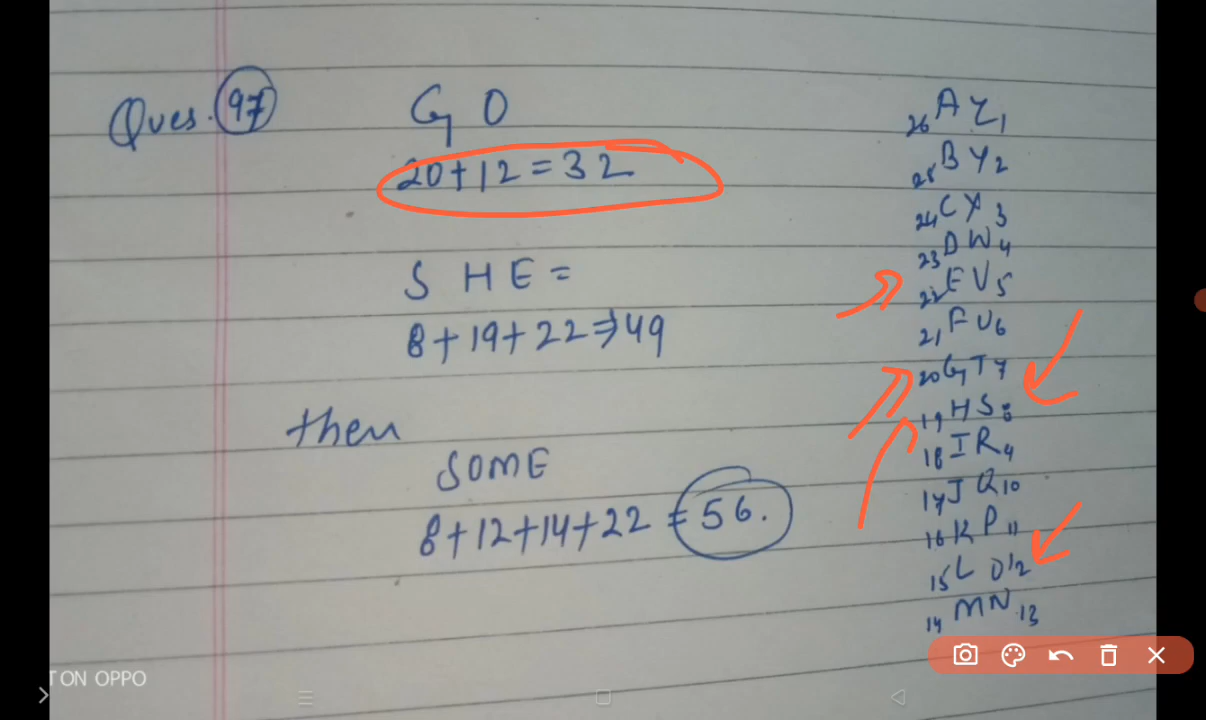 Ques. 97
G O
20+12=32
S H E =
8+19+22⇒49
then
SOME
8+12+14+22 = 56.
26 A Z 1
25 B Y 2
24 C X 3
23 D W 4
22 E V 5
21 F U 6
20 G T 7
19 H S 8
18 I R 9
17 J Q 10
16 K P 11
15 L O 12
14 M N 13
TON OPPO